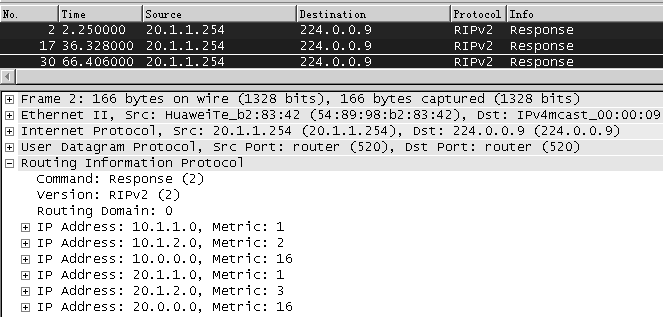 No. Time Source Destination Protocol Info
2 2.250000 20.1.1.254 224.0.0.9 RIPv2 Response
17 36.328000 20.1.1.254 224.0.0.9 RIPv2 Response
30 66.406000 20.1.1.254 224.0.0.9 RIPv2 Response
Frame 2: 166 bytes on wire (1328 bits), 166 bytes captured (1328 bits)
Ethernet II, Src: HuaweiTe_b2:83:42 (54:89:98:b2:83:42), Dst: IPv4mcast_00:00:09
Internet Protocol, Src: 20.1.1.254 (20.1.1.254), Dst: 224.0.0.9 (224.0.0.9)
User Datagram Protocol, Src Port: router (520), Dst Port: router (520)
Routing Information Protocol
Command: Response (2)
Version: RIPv2 (2)
Routing Domain: 0
IP Address: 10.1.1.0, Metric: 1
IP Address: 10.1.2.0, Metric: 2
IP Address: 10.0.0.0, Metric: 16
IP Address: 20.1.1.0, Metric: 1
IP Address: 20.1.2.0, Metric: 3
IP Address: 20.0.0.0, Metric: 16